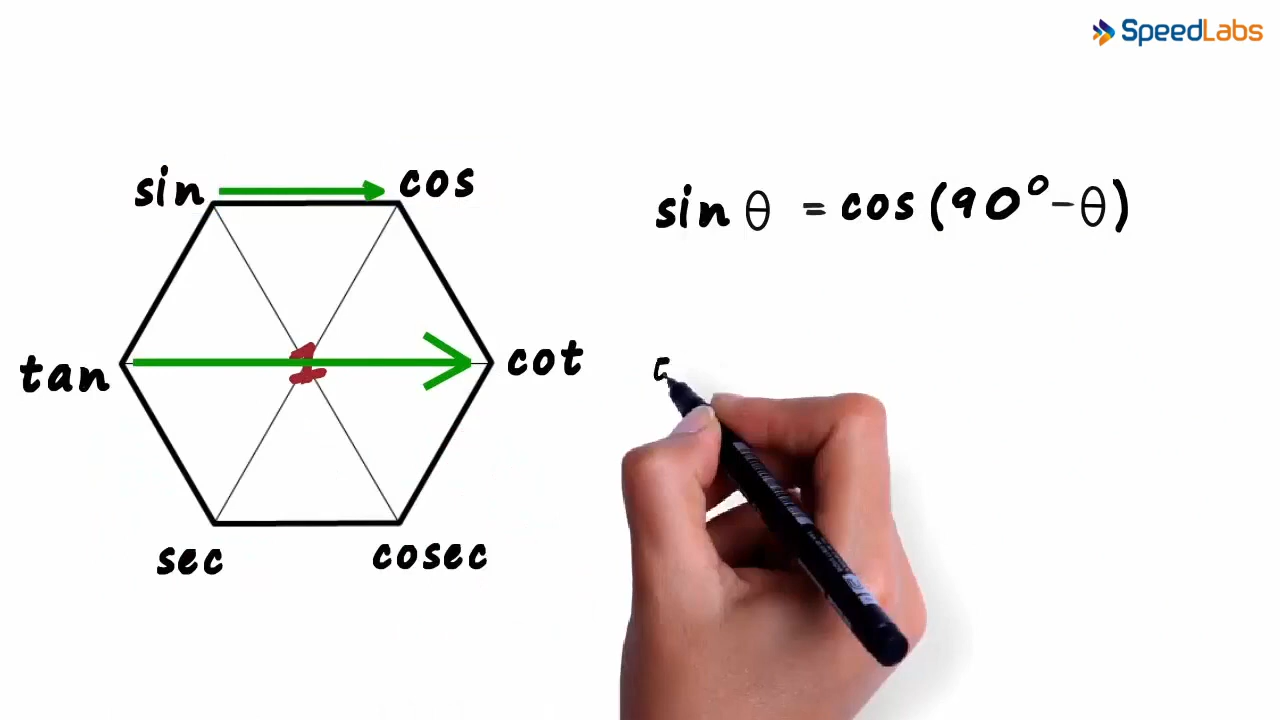 SpeedLabs
sin cos
sin θ = cos (90° - θ)
1
tan cot
sec cosec